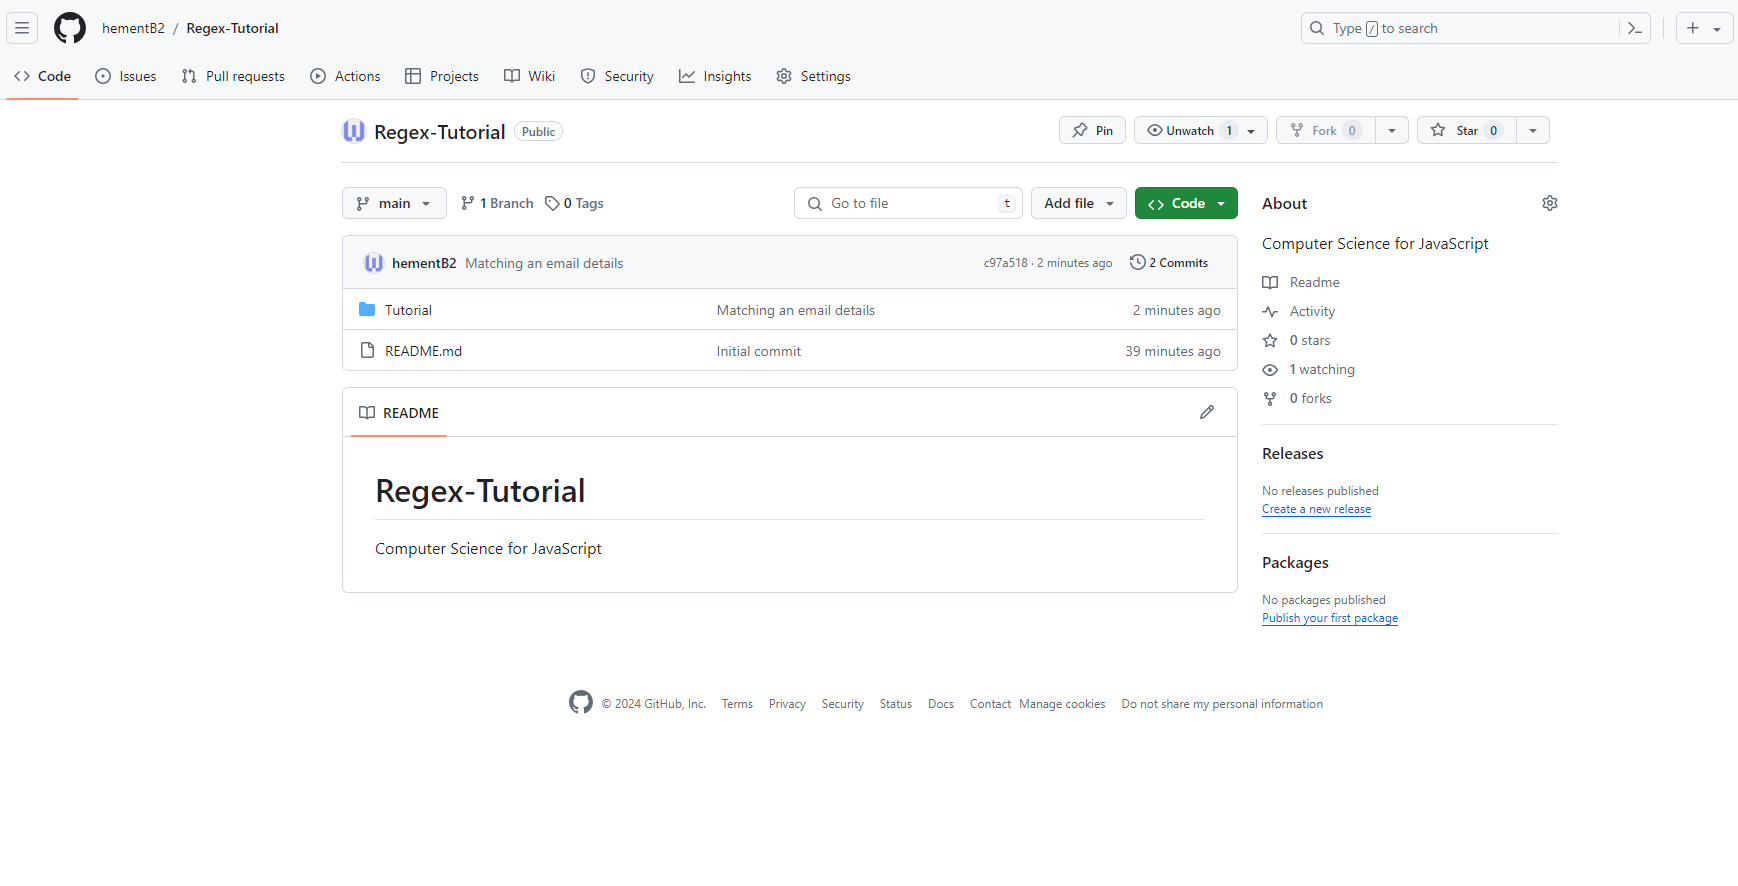 hementB2 / Regex-Tutorial
Type / to search
Code Issues Pull requests Actions Projects Wiki Security Insights Settings
Regex-Tutorial Public
Pin Unwatch 1 Fork 0 Star 0
main 1 Branch 0 Tags Go to file t Add file Code
hementB2 Matching an email details c97a518 · 2 minutes ago 2 Commits
Tutorial Matching an email details 2 minutes ago
README.md Initial commit 39 minutes ago
README
Regex-Tutorial
Computer Science for JavaScript
About
Computer Science for JavaScript
Readme
Activity
0 stars
1 watching
0 forks
Releases
No releases published
Create a new release
Packages
No packages published
Publish your first package
© 2024 GitHub, Inc. Terms Privacy Security Status Docs Contact Manage cookies Do not share my personal information